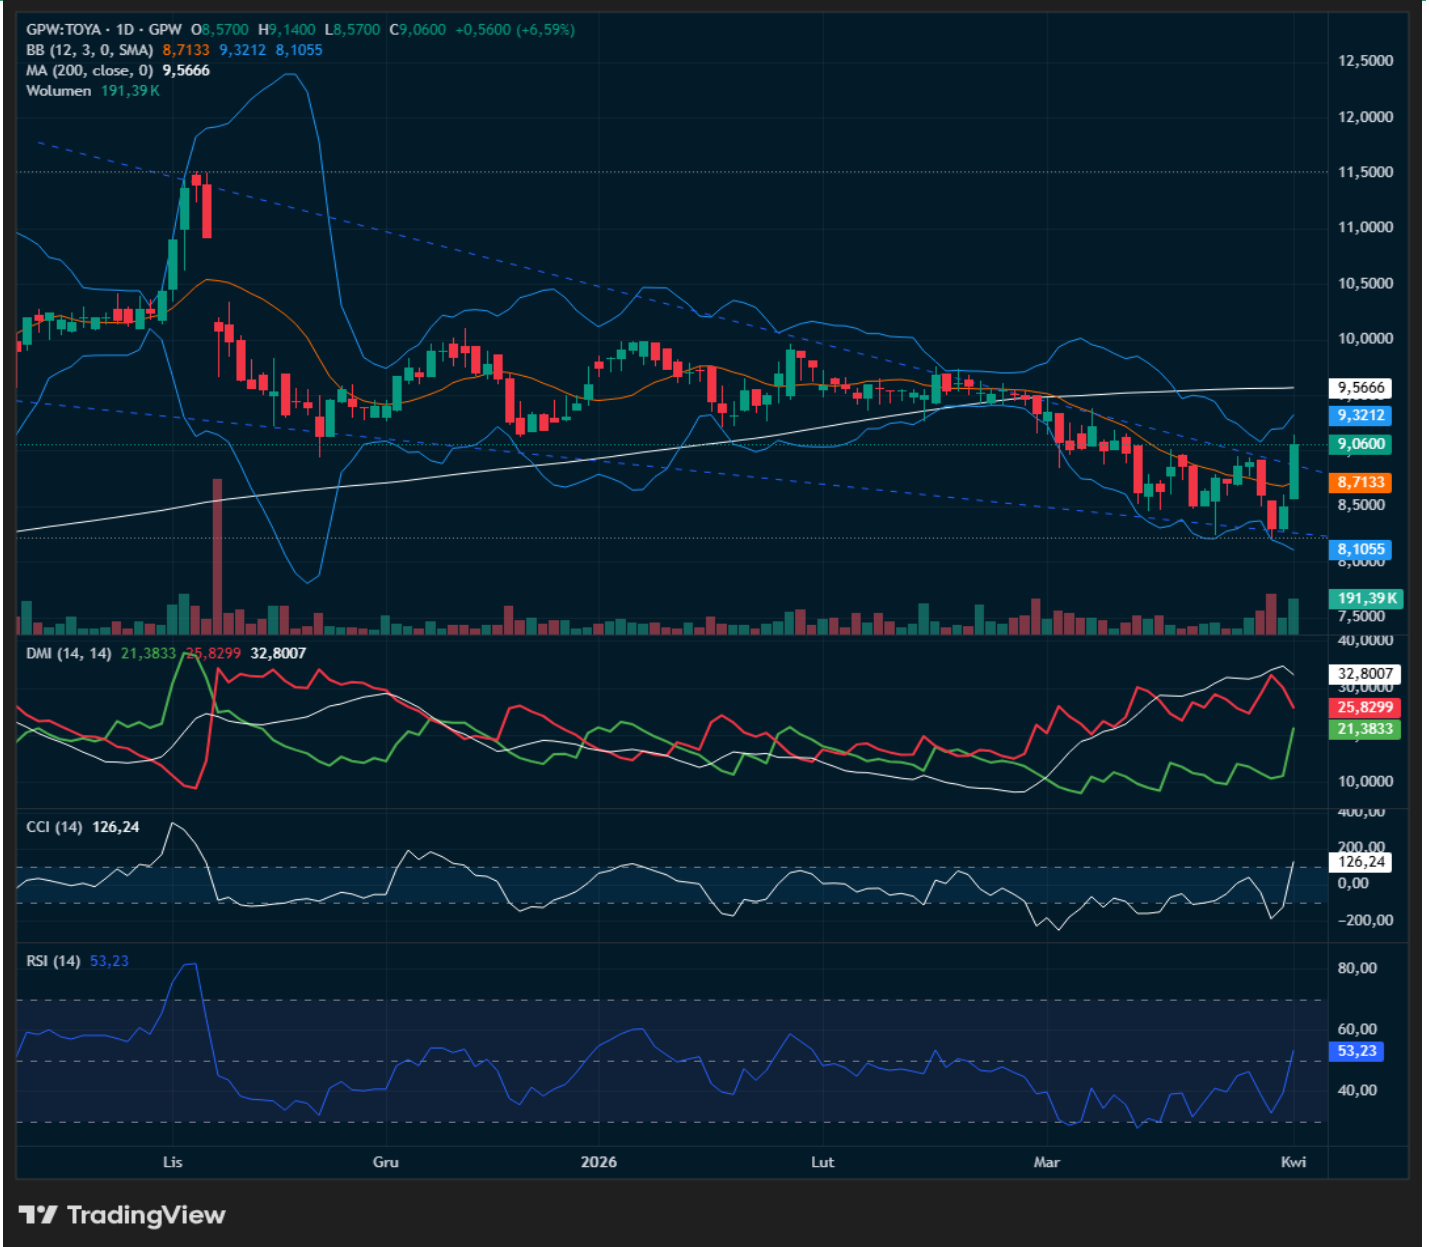 GPW:TOYA · 1D · GPW O8,5700 H9,1400 L8,5700 C9,0600 +0,5600 (+6,59%)
BB (12, 3, 0, SMA) 8,7133 9,3212 8,1055
MA (200, close, 0) 9,5666
Wolumen 191,39 K
12,5000
12,0000
11,5000
11,0000
10,5000
10,0000
9,5666
9,3212
9,0600
8,7133
8,5000
8,1055
8,0000
191,39 K
7,5000
40,0000
DMI (14, 14) 21,3833 25,8299 32,8007
32,8007
30,0000
25,8299
21,3833
10,0000
400,00
CCI (14) 126,24
200,00
126,24
0,00
−200,00
RSI (14) 53,23
80,00
60,00
53,23
40,00
Lis Gru 2026 Lut Mar Kwi
TradingView